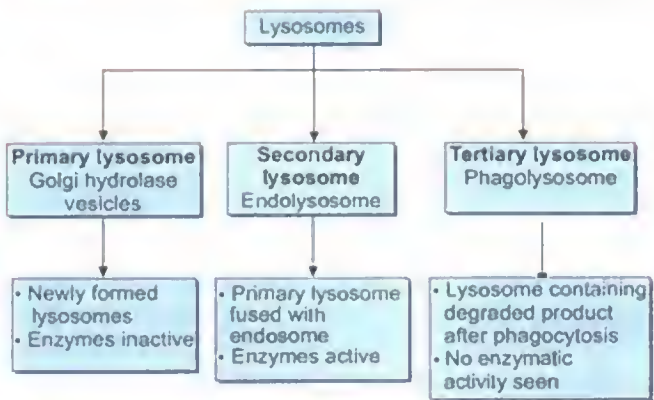 Lysosomes
Primary lysosome
Golgi hydrolase
vesicles
Secondary
lysosome
Endolysosome
Tertiary lysosome
Phagolysosome
• Newly formed
lysosomes
• Enzymes inactive
• Primary lysosome
fused with
endosome
• Enzymes active
• Lysosome containing
degraded product
after phagocytosis
• No enzymatic
activity seen